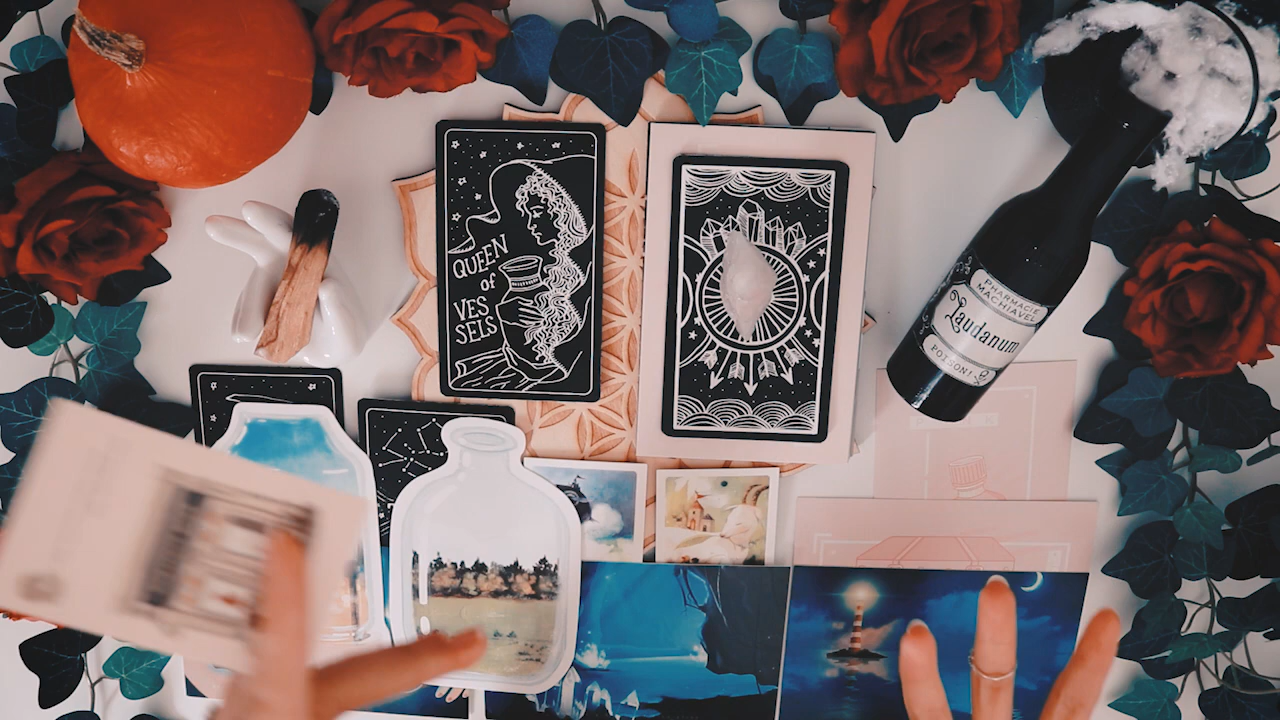 QUEEN
of
VES
SELS
PHARMACIE
MACHIAVEL
Laudanum
POISON!